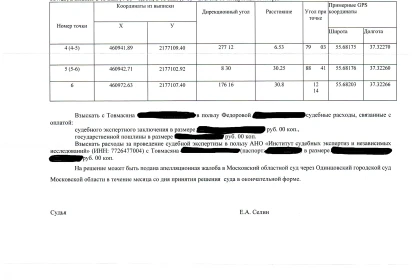 Номер точки Координаты из выписки Дирекционный угол Расстояние Угол при точке Примерные GPS координаты
X У Широта Долгота
4 (4-5) 460941.89 2177109.40 277 12 6.53 79 03 55.68173 37.32270
5 (5-6) 460942.71 2177102.92 8 30 30.25 88 41 55.68176 37.32260
6 460972.63 2177107.40 176 16 30.8 12 14 55.68203 37.32266
Взыскать с Товмасяна в пользу Федоровой судебные расходы, связанные с
оплатой:
судебного экспертного заключения в размере руб. 00 коп.,
государственной пошлины в размере руб. 00 коп.
Взыскать расходы за проведение судебной экспертизы в пользу АНО «Институт судебных экспертиз и независимых
исследований» (ИНН: 7726477004) с Товмасяна (паспорт в размере
руб. 00 коп.
На решение может быть подана апелляционная жалоба в Московский областной суд через Одинцовский городской суд
Московской области в течение месяца со дня принятия решения суда в окончательной форме.
Судья Е.А. Селин